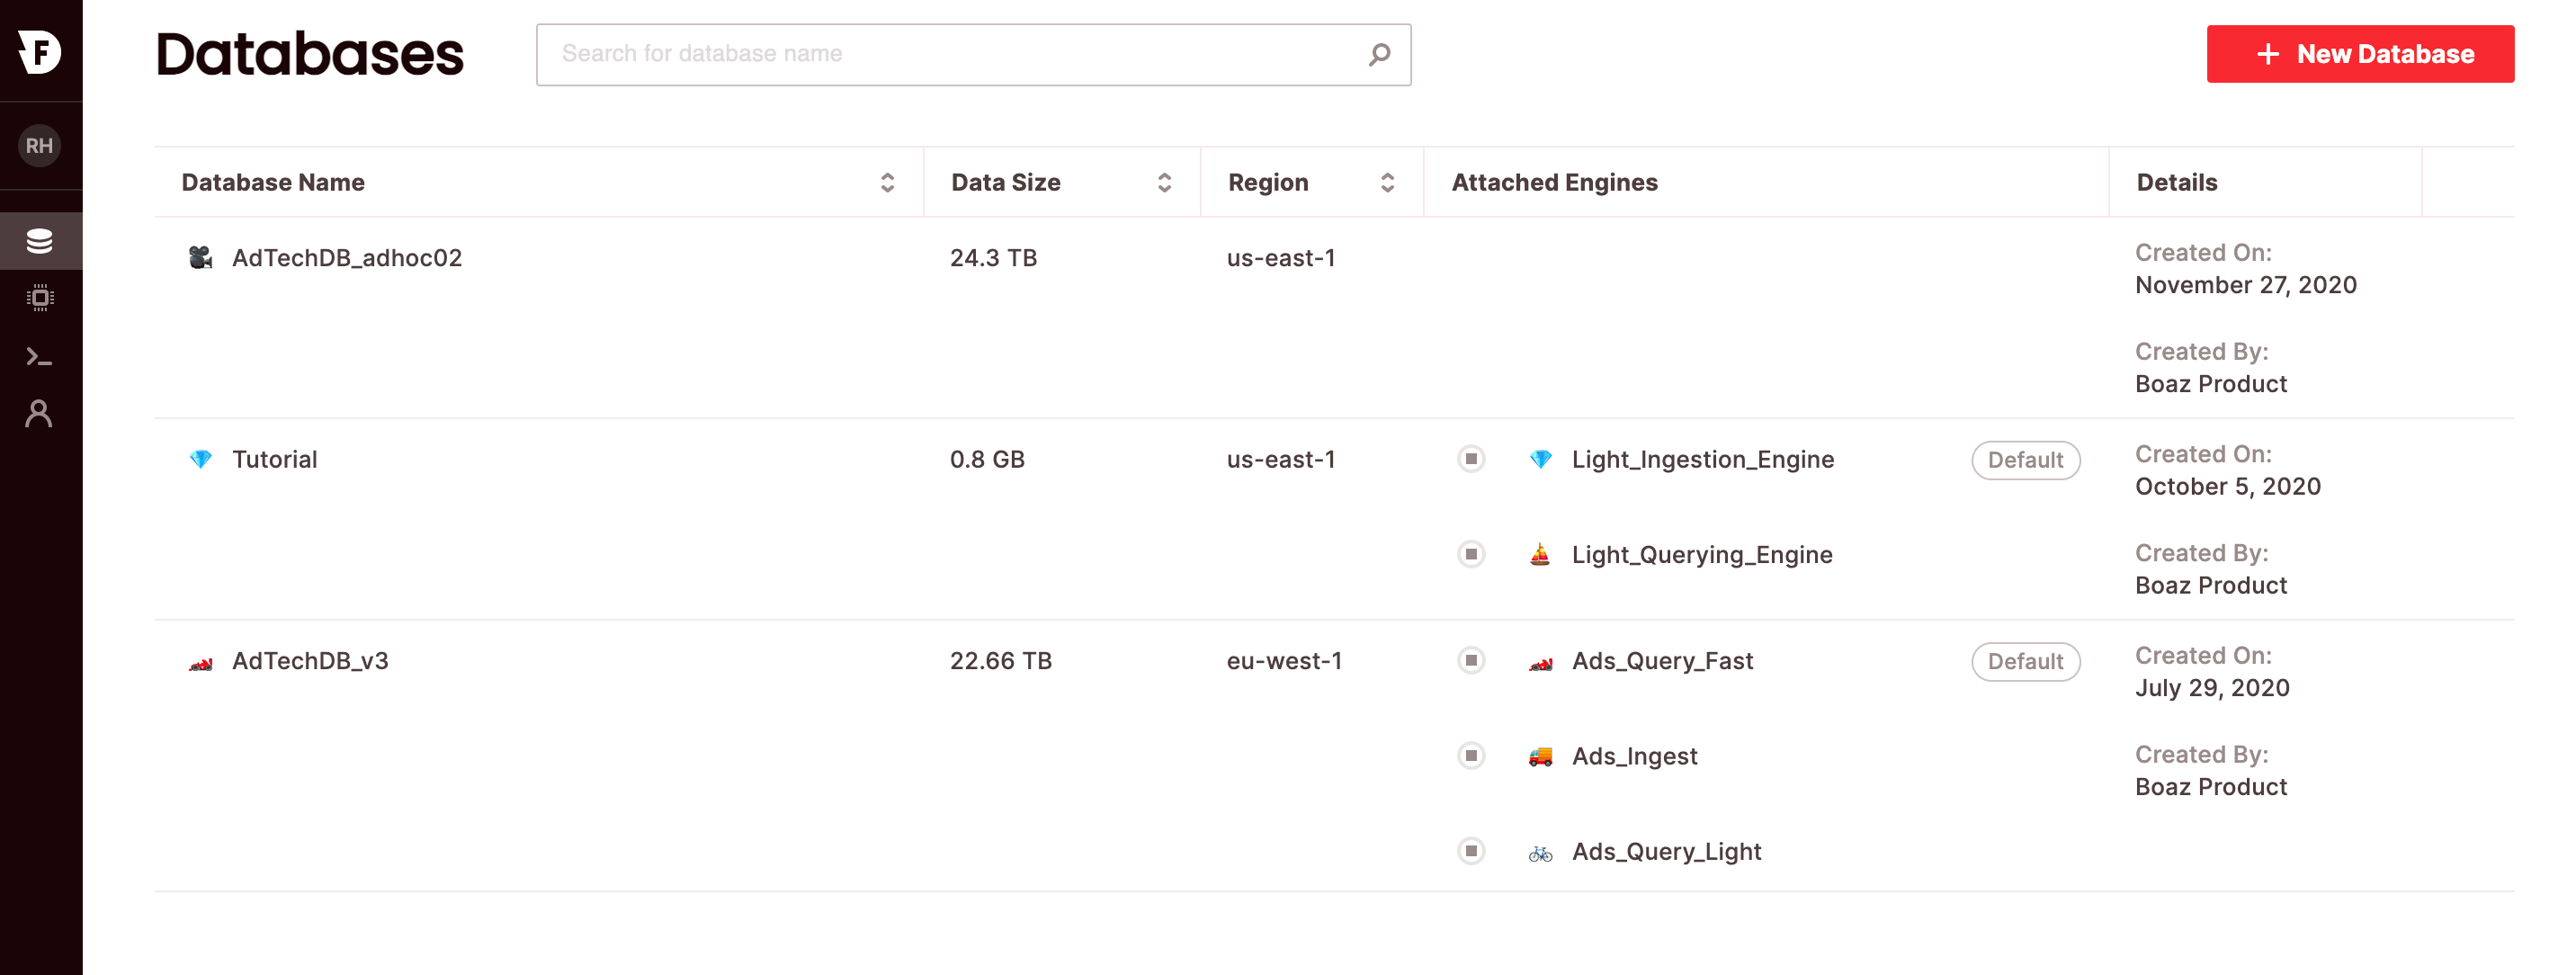 F
Databases
Search for database name
+ New Database
RH
Database Name Data Size Region Attached Engines Details
AdTechDB_adhoc02 24.3 TB us-east-1 Created On:
November 27, 2020
Created By:
Boaz Product
Tutorial 0.8 GB us-east-1 Light_Ingestion_Engine Default Created On:
October 5, 2020
Light_Querying_Engine Created By:
Boaz Product
AdTechDB_v3 22.66 TB eu-west-1 Ads_Query_Fast Default Created On:
July 29, 2020
Ads_Ingest Created By:
Boaz Product
Ads_Query_Light